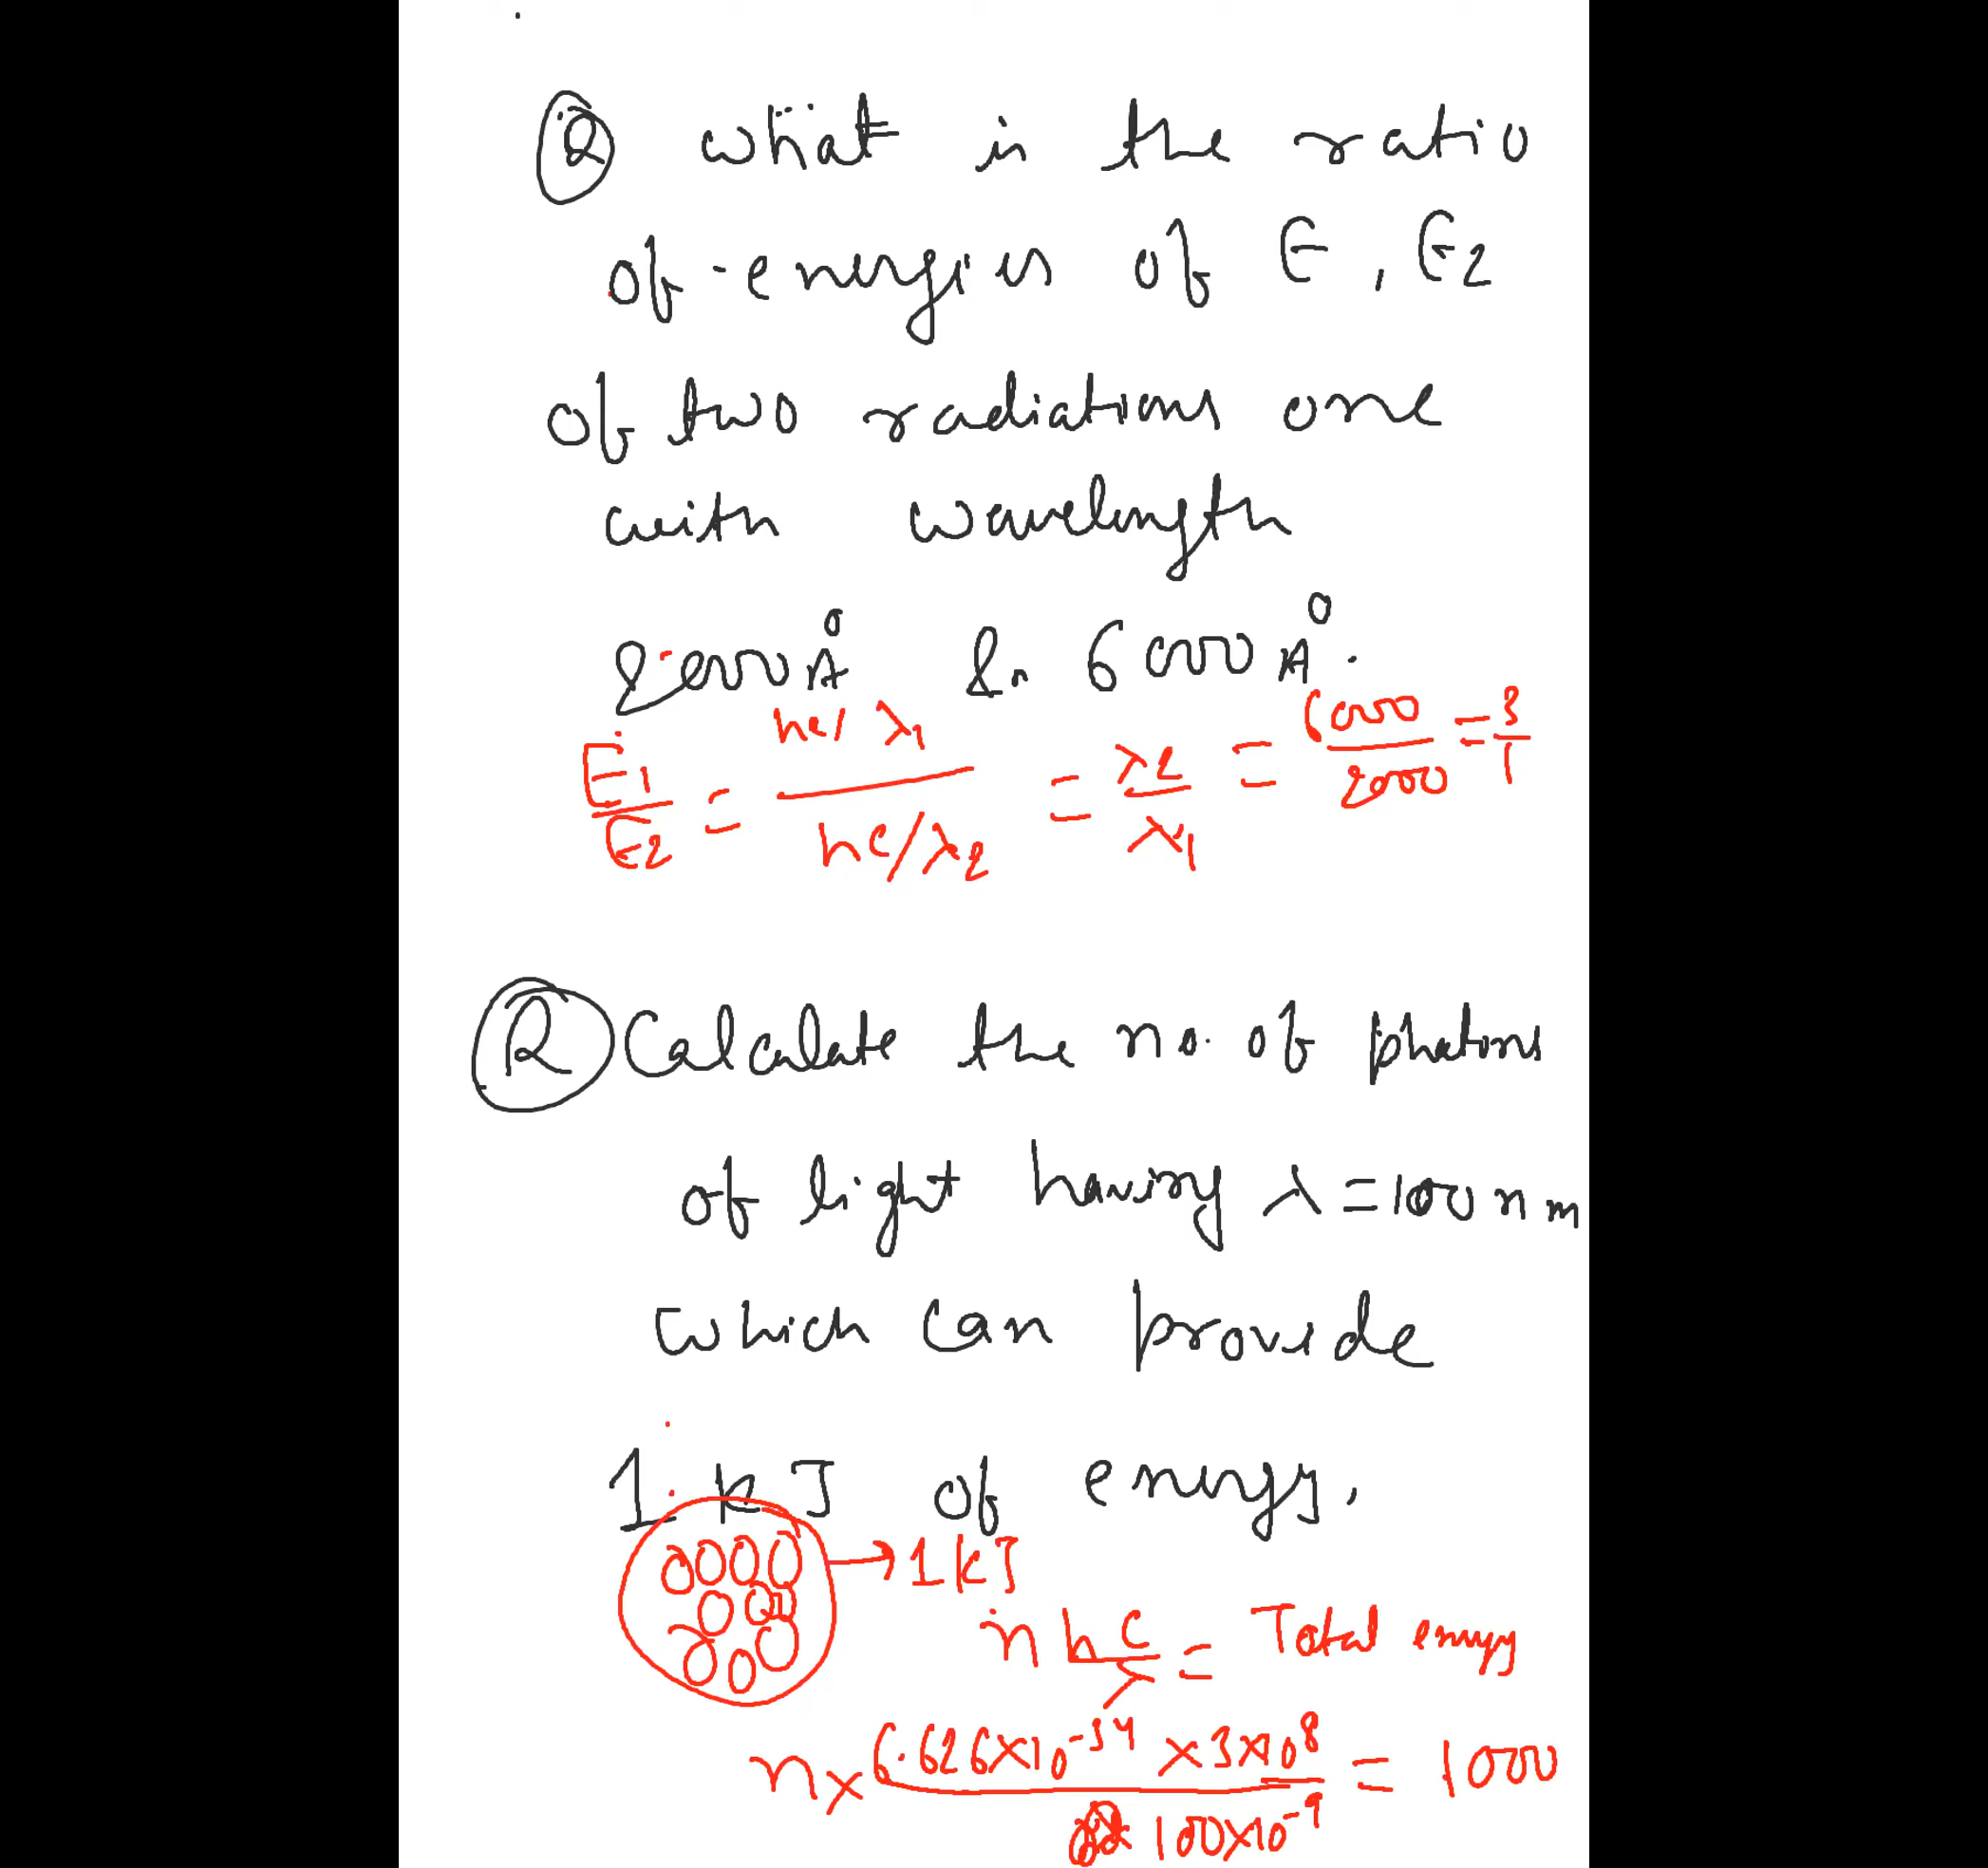 Q What is the ratio
of energies of E1, E2
of two radiations one
with wavelength
2000 Å & 6000 Å.
E1/E2 = hc/λ1 / hc/λ2 = λ2/λ1 = 6000/2000 = 3/1
Q Calculate the no. of photons
of light having λ = 100 nm
which can provide
1 kJ of energy.
→ 1 kJ
n hc/λ = Total energy
n × 6.626×10⁻³⁴ × 3×10⁸ / 100×10⁻⁹ = 1000